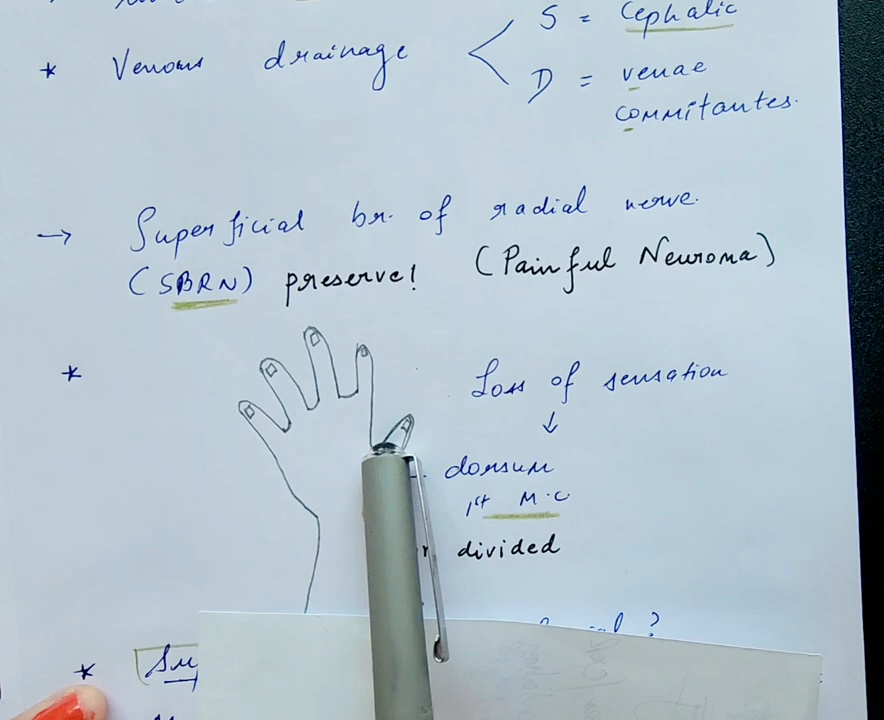 * Venous drainage
S = Cephalic
D = venae
commitantes.
→ Superficial br. of radial nerve.
(SBRN) preserve! (Painful Neuroma)
*
Loss of sensation
↓
dorsum
1st M.C.
divided
?
* Su